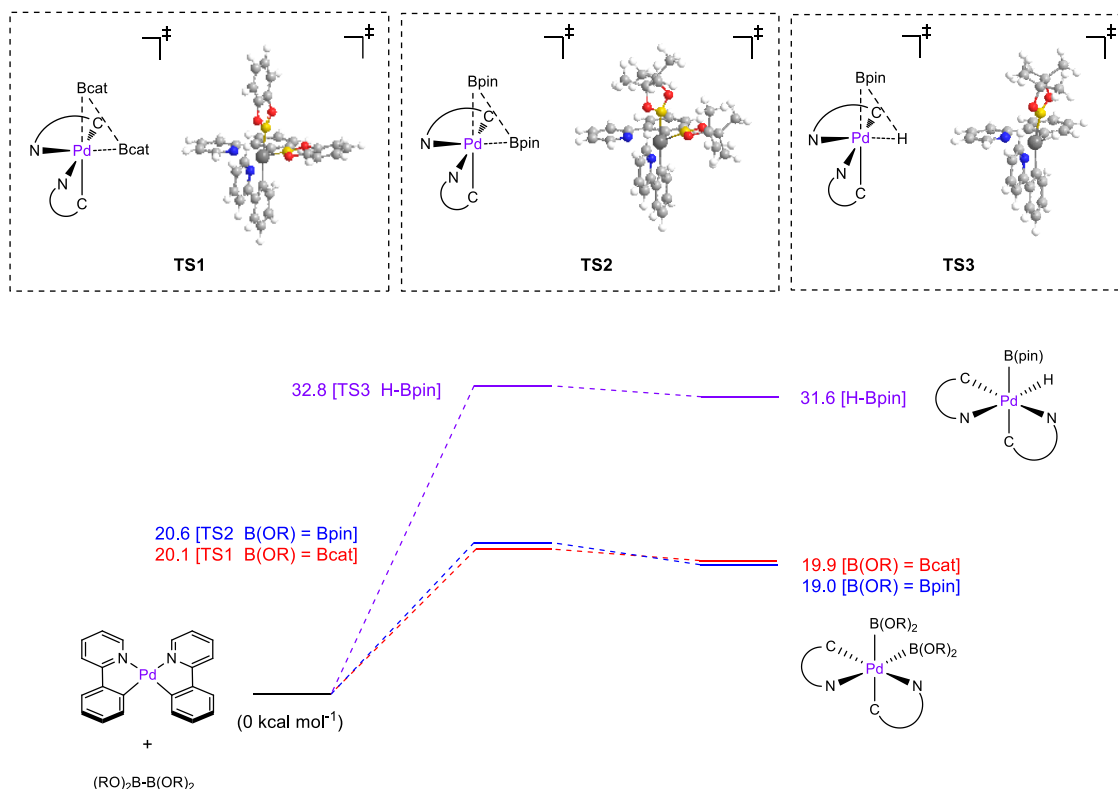 ‡
‡
‡
‡
‡
‡
Bcat
C
N
Pd
Bcat
N
C
TS1
Bpin
C
N
Pd
Bpin
N
C
TS2
Bpin
C
N
Pd
H
N
C
TS3
B(pin)
C
H
Pd
N
N
C
32.8 [TS3 H-Bpin]
31.6 [H-Bpin]
20.6 [TS2 B(OR) = Bpin]
20.1 [TS1 B(OR) = Bcat]
19.9 [B(OR) = Bcat]
19.0 [B(OR) = Bpin]
B(OR)₂
C
B(OR)₂
Pd
N
N
C
N
N
Pd
(0 kcal mol⁻¹)
+
(RO)₂B-B(OR)₂